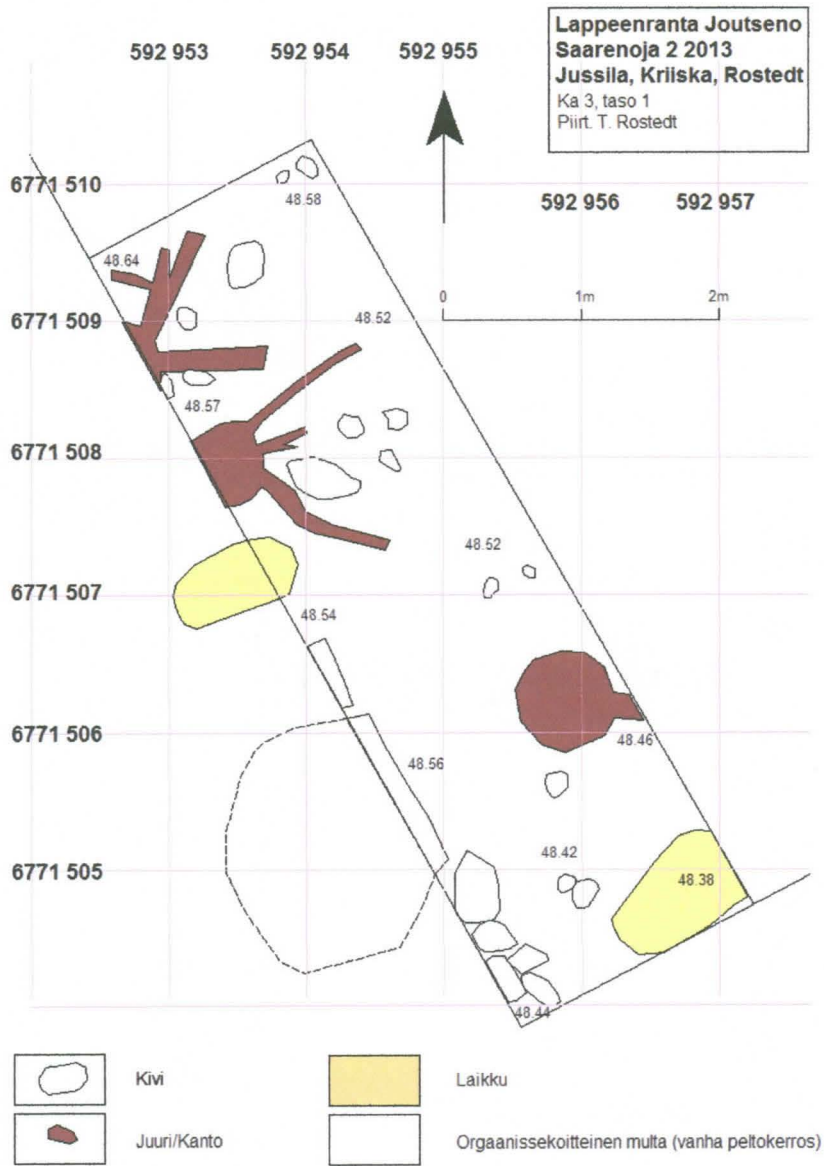 Lappeenranta Joutseno
Saarenoja 2 2013
Jussila, Kriiska, Rostedt
Ka 3, taso 1
Piirt. T. Rostedt
592 953
592 954
592 955
6771 510
48.58
592 956
592 957
48.64
0
1m
2m
6771 509
48.52
48.57
6771 508
48.52
6771 507
48.54
6771 506
48.46
48.56
48.42
6771 505
48.38
48.44
Kivi
Laikku
Juuri/Kanto
Orgaanissekoitteinen multa (vanha peltokerros)